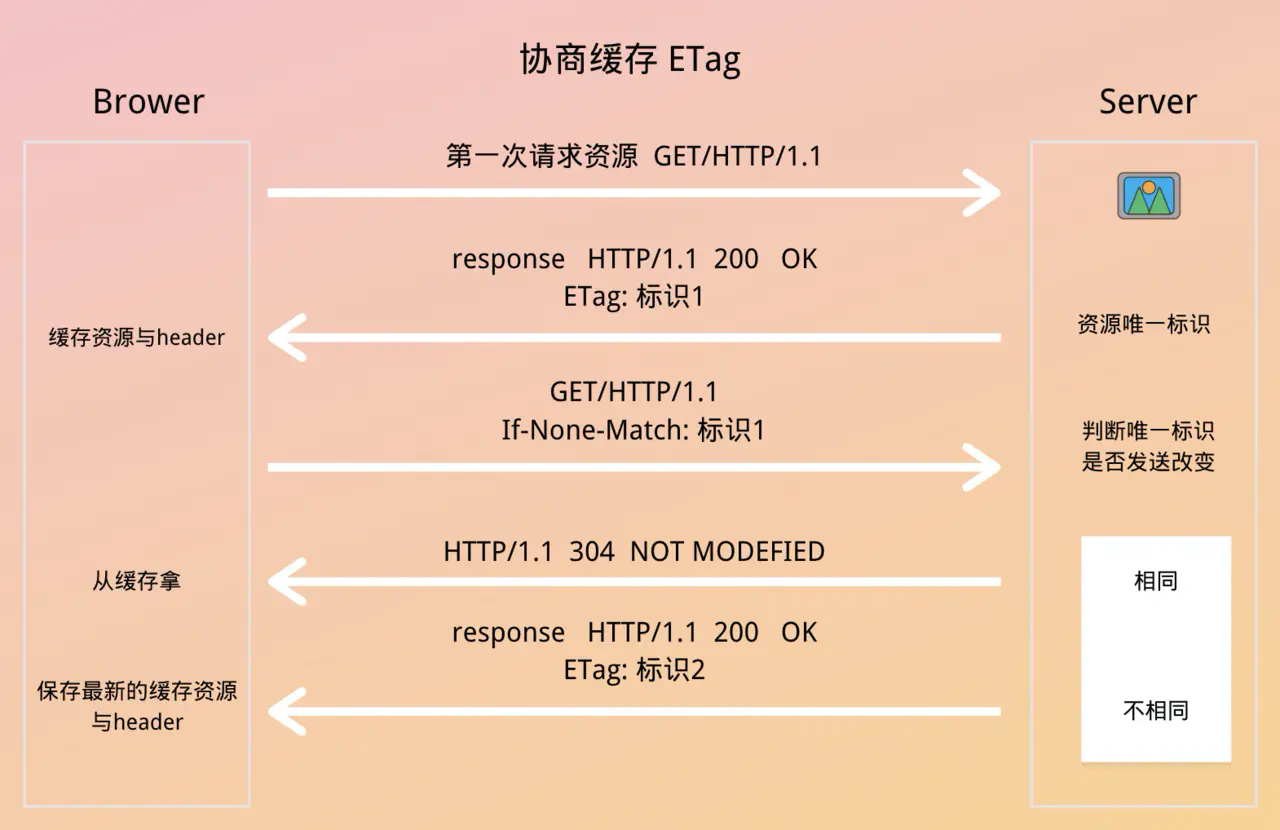 协商缓存 ETag
Brower
Server
第一次请求资源 GET/HTTP/1.1
response HTTP/1.1 200 OK
ETag: 标识1
缓存资源与header
资源唯一标识
GET/HTTP/1.1
If-None-Match: 标识1
判断唯一标识
是否发送改变
HTTP/1.1 304 NOT MODEFIED
从缓存拿
相同
response HTTP/1.1 200 OK
ETag: 标识2
保存最新的缓存资源
与header
不相同